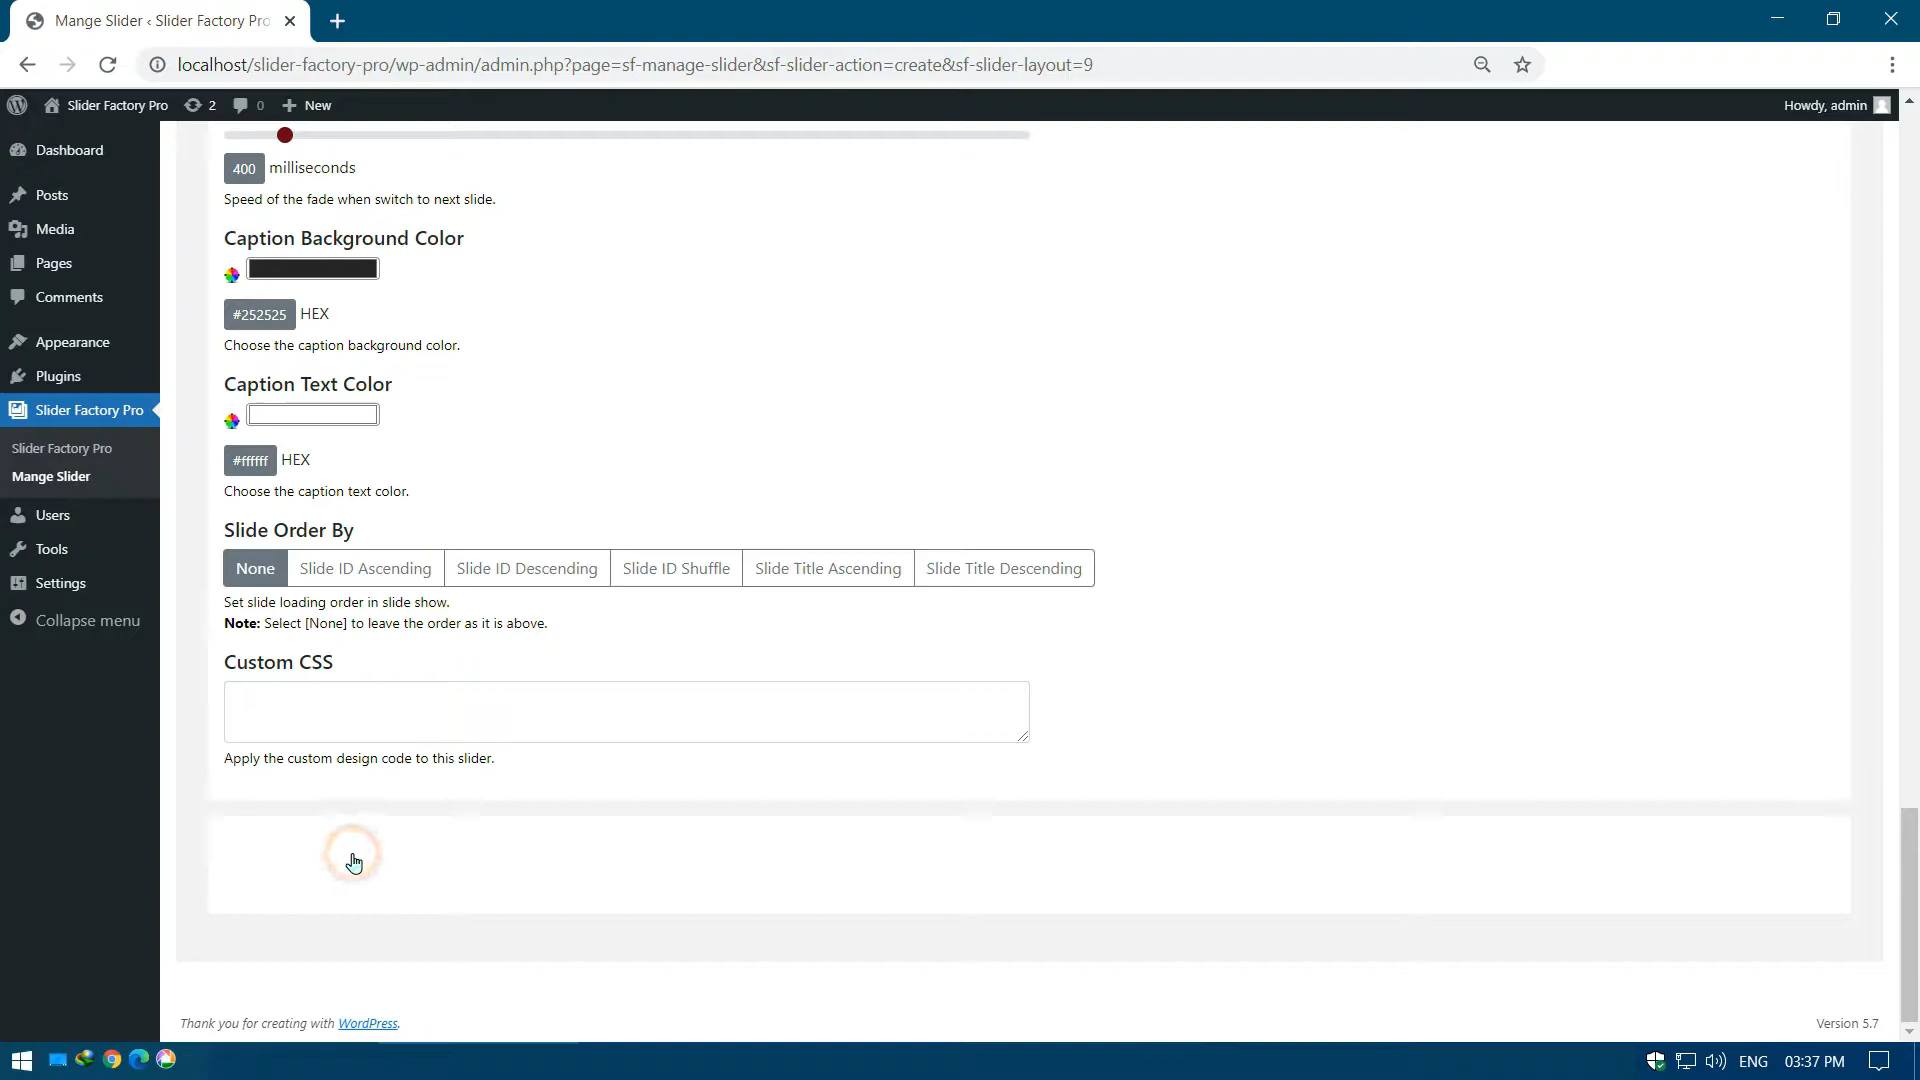 Mange Slider ‹ Slider Factory Pro
localhost/slider-factory-pro/wp-admin/admin.php?page=sf-manage-slider&sf-slider-action=create&sf-slider-layout=9
Slider Factory Pro 2 0 New Howdy, admin
Dashboard
Posts
Media
Pages
Comments
Appearance
Plugins
Slider Factory Pro
Slider Factory Pro
Mange Slider
Users
Tools
Settings
Collapse menu
400 milliseconds
Speed of the fade when switch to next slide.
Caption Background Color
#252525 HEX
Choose the caption background color.
Caption Text Color
#ffffff HEX
Choose the caption text color.
Slide Order By
None Slide ID Ascending Slide ID Descending Slide ID Shuffle Slide Title Ascending Slide Title Descending
Set slide loading order in slide show.
Note: Select [None] to leave the order as it is above.
Custom CSS
Apply the custom design code to this slider.
Thank you for creating with WordPress. Version 5.7
ENG 03:37 PM